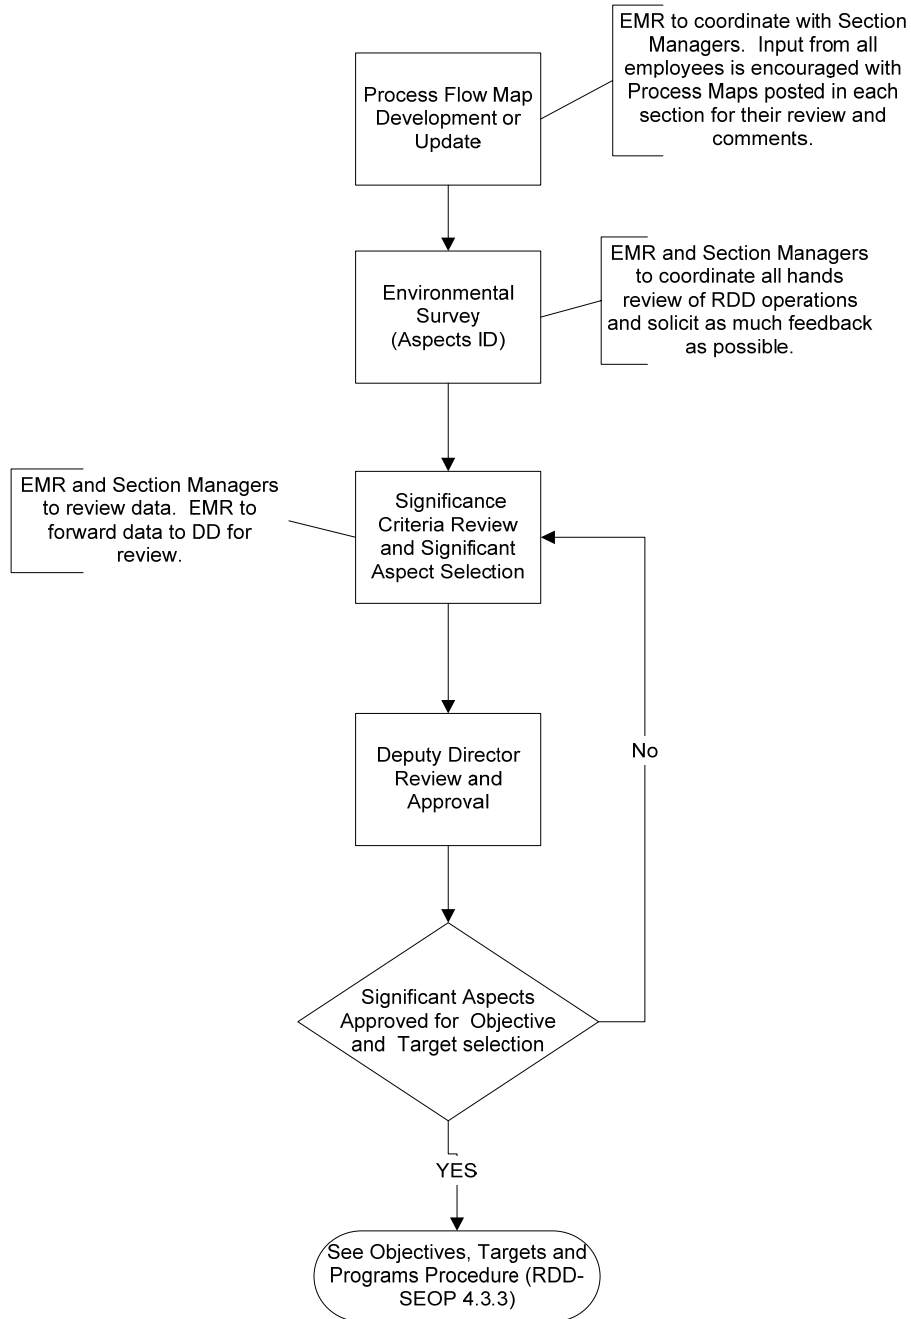 EMR to coordinate with Section
Managers.  Input from all
employees is encouraged with
Process Maps posted in each
section for their review and
comments.
Process Flow Map
Development or
Update
EMR and Section Managers
to coordinate all hands
review of RDD operations
and solicit as much feedback
as possible.
Environmental
Survey
(Aspects ID)
EMR and Section Managers
to review data.  EMR to
forward data to DD for
review.
Significance
Criteria Review
and Significant
Aspect Selection
Deputy Director
Review and
Approval
No
Significant Aspects
Approved for  Objective
and  Target selection
YES
See Objectives, Targets and
Programs Procedure (RDD-
SEOP 4.3.3)